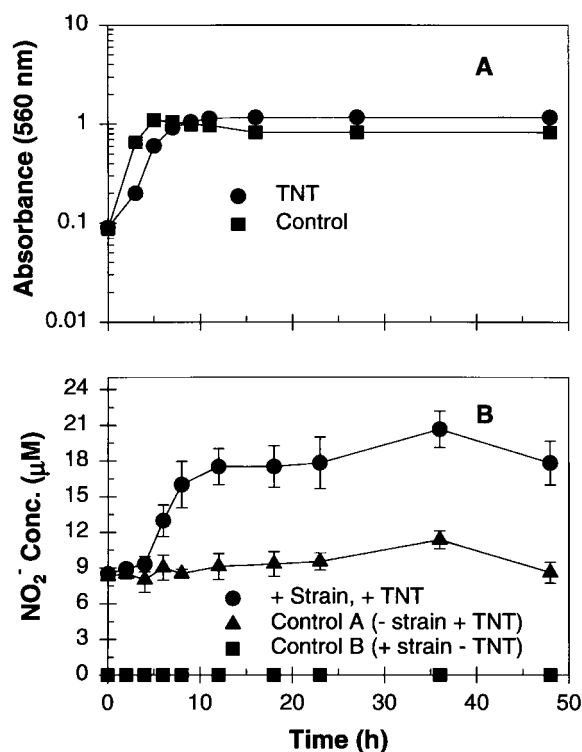 A
Absorbance (560 nm)
10
1
0.1
0.01
TNT
Control
B
NO₂⁻ Conc. (μM)
24
21
18
15
12
9
6
3
0
+ Strain, + TNT
Control A (- strain + TNT)
Control B (+ strain - TNT)
0 10 20 30 40 50
Time (h)